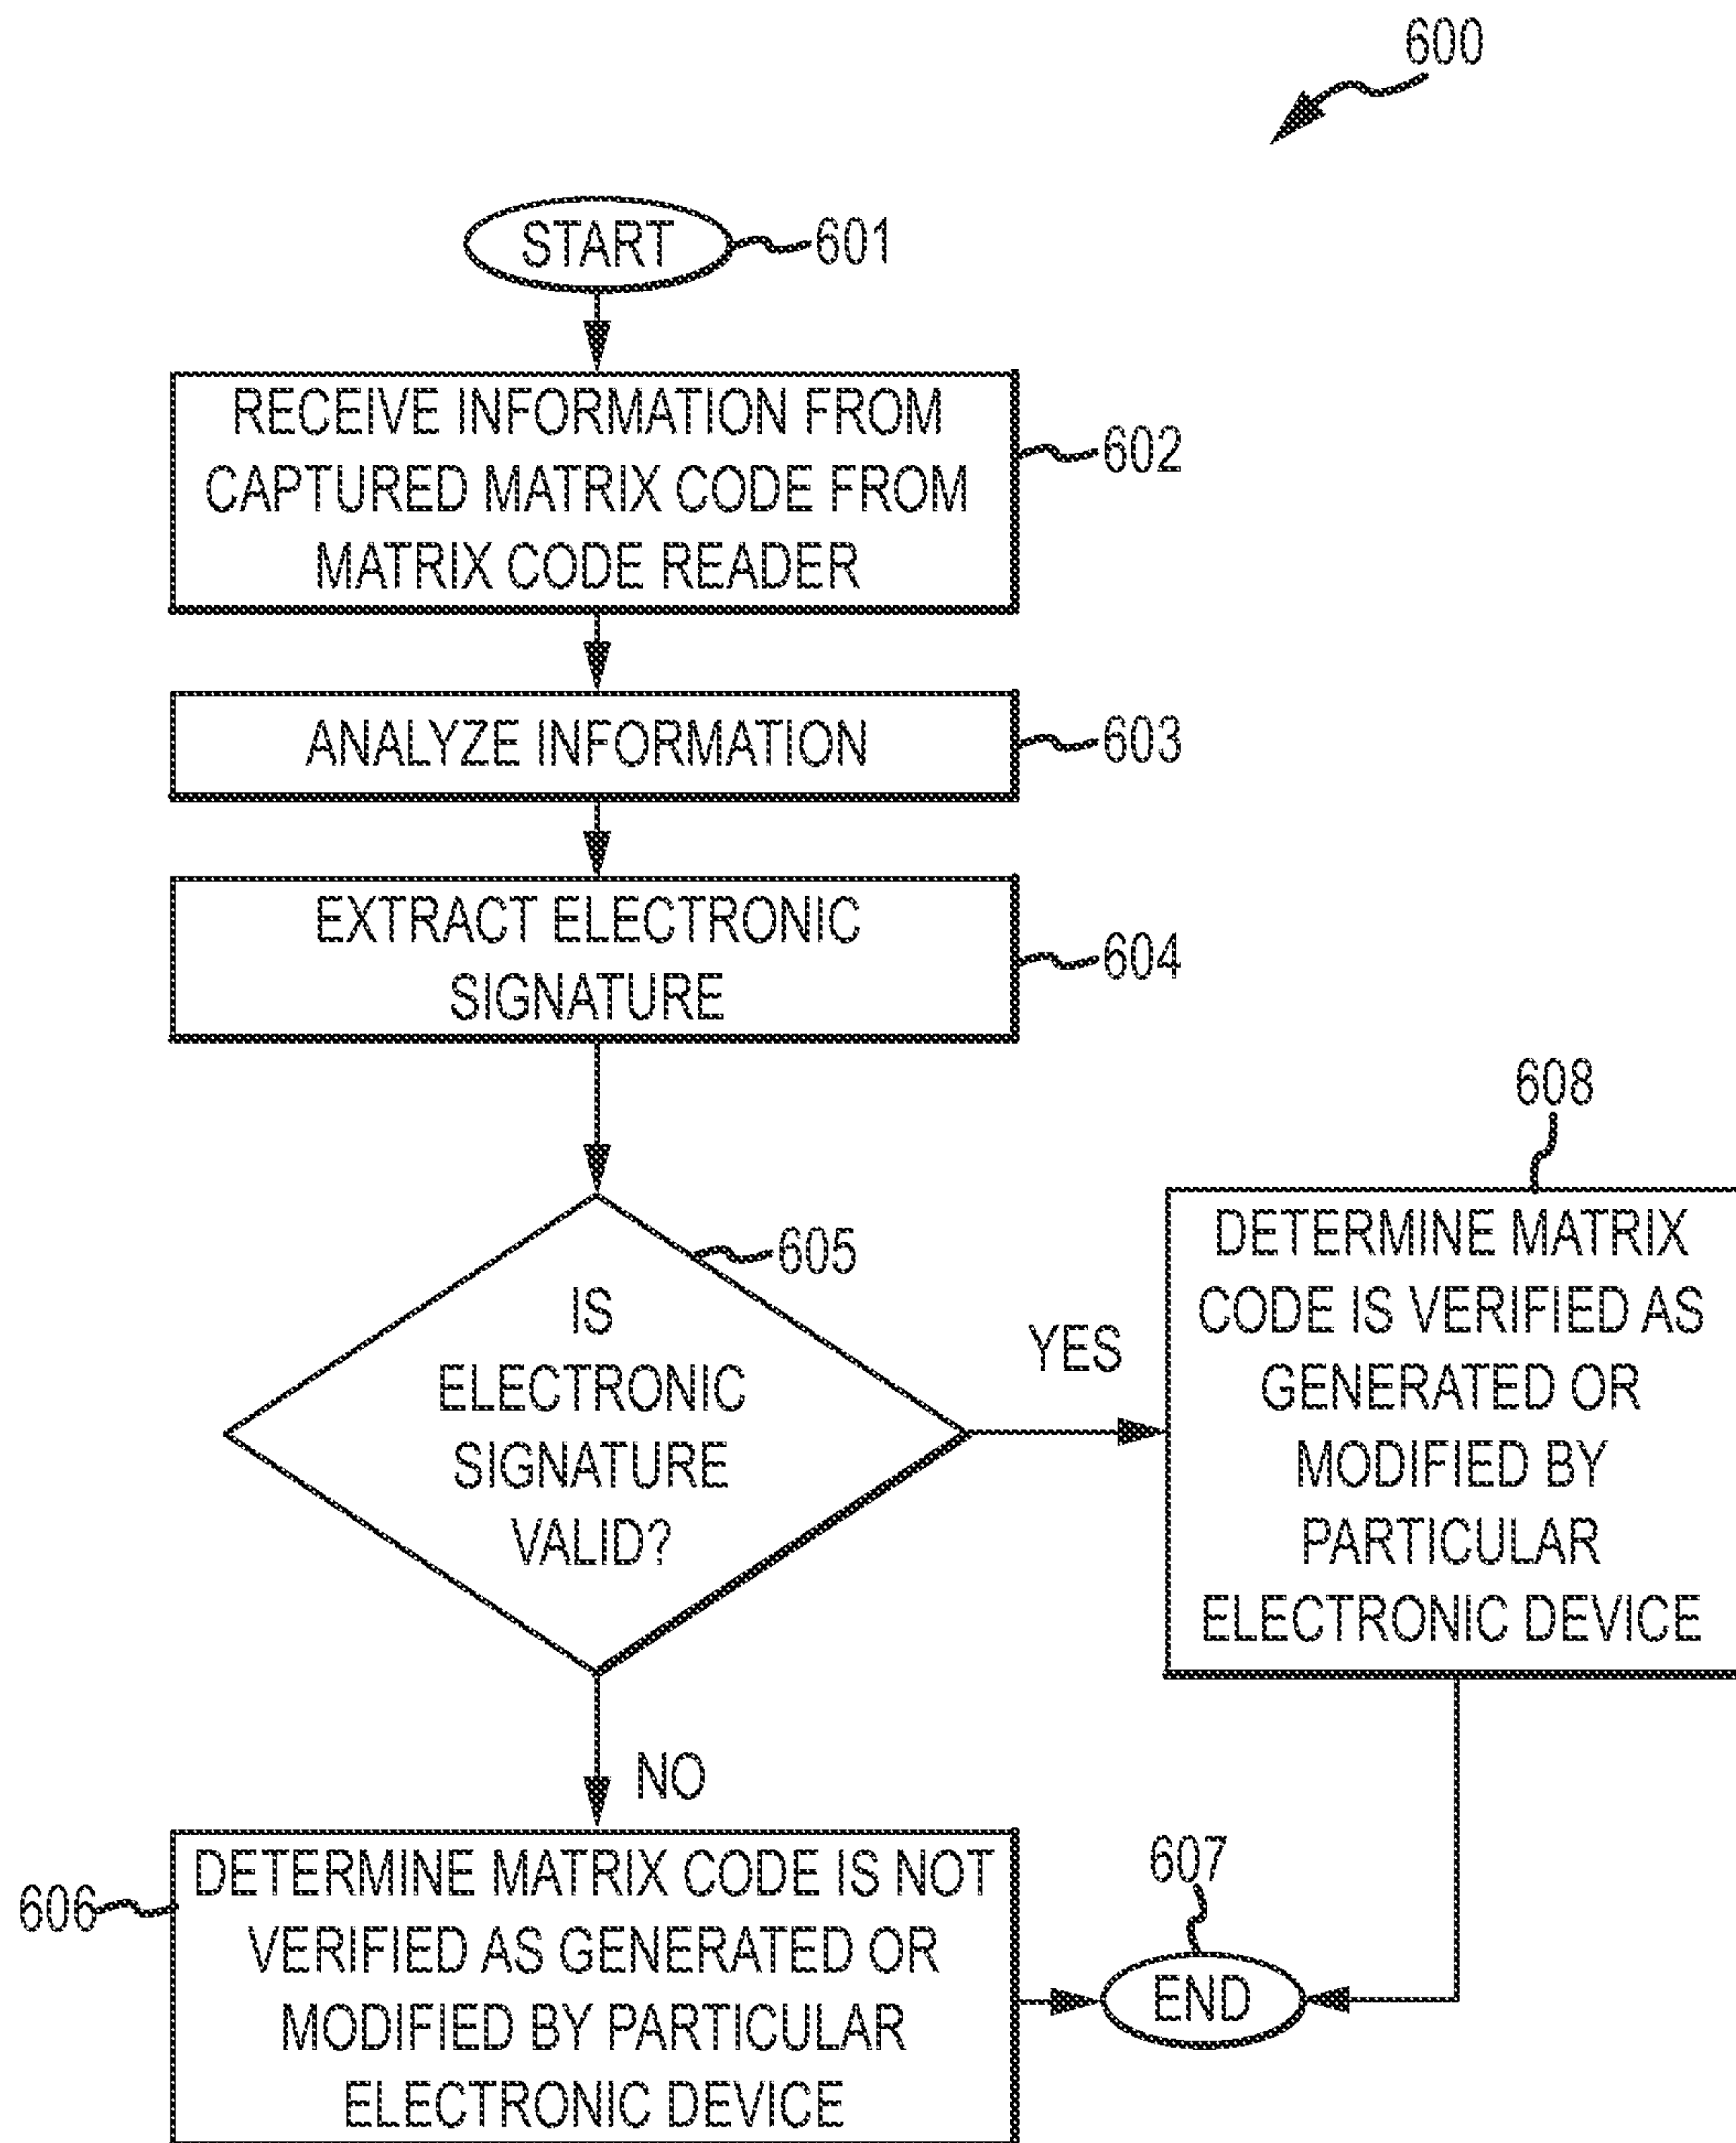 600
START
601
RECEIVE INFORMATION FROM
CAPTURED MATRIX CODE FROM
MATRIX CODE READER
602
ANALYZE INFORMATION
603
EXTRACT ELECTRONIC
SIGNATURE
604
IS
ELECTRONIC
SIGNATURE
VALID?
605
YES
608
DETERMINE MATRIX
CODE IS VERIFIED AS
GENERATED OR
MODIFIED BY
PARTICULAR
ELECTRONIC DEVICE
NO
606
DETERMINE MATRIX CODE IS NOT
VERIFIED AS GENERATED OR
MODIFIED BY PARTICULAR
ELECTRONIC DEVICE
607
END